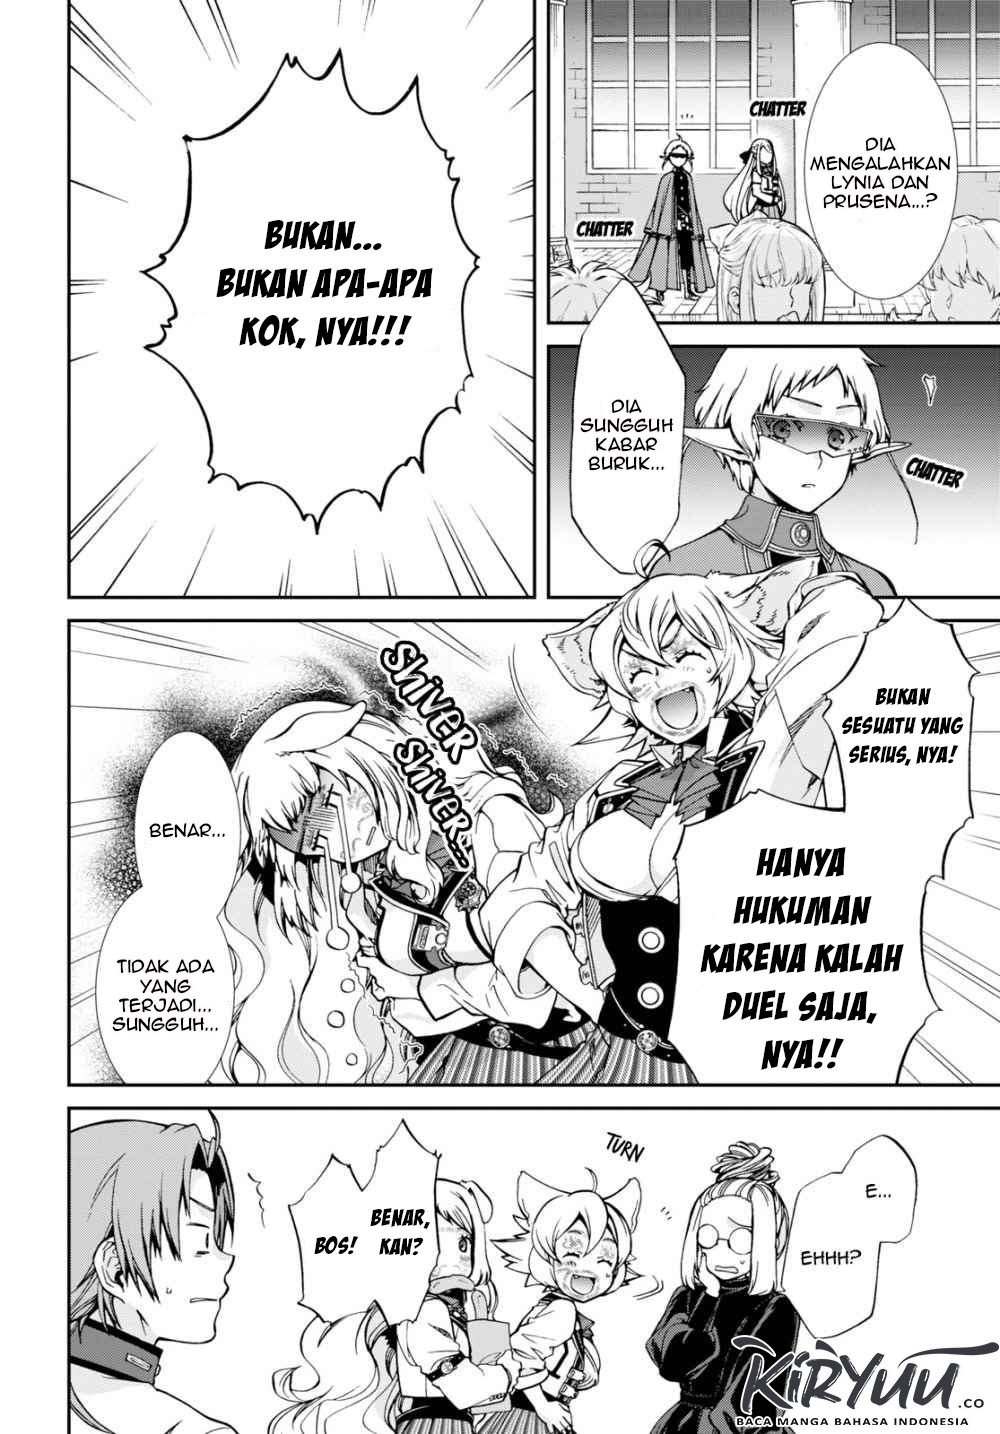 CHATTER
DIA
MENGALAHKAN
LYNIA DAN
PRUSENA...?
CHATTER
DIA
SUNGGUH
KABAR
BURUK...
CHATTER
BUKAN...
BUKAN APA-APA
KOK, NYA!!!
BUKAN
SESUATU YANG
SERIUS, NYA!
HANYA
HUKUMAN
KARENA KALAH
DUEL SAJA,
NYA!!
SHIVER
SHIVER...
BENAR...
TIDAK ADA
YANG
TERJADI...
SUNGGUH...
E...
EHHH?
TURN
BENAR,
KAN?
BOS!
KIRYUU.CO
BACA MANGA BAHASA INDONESIA